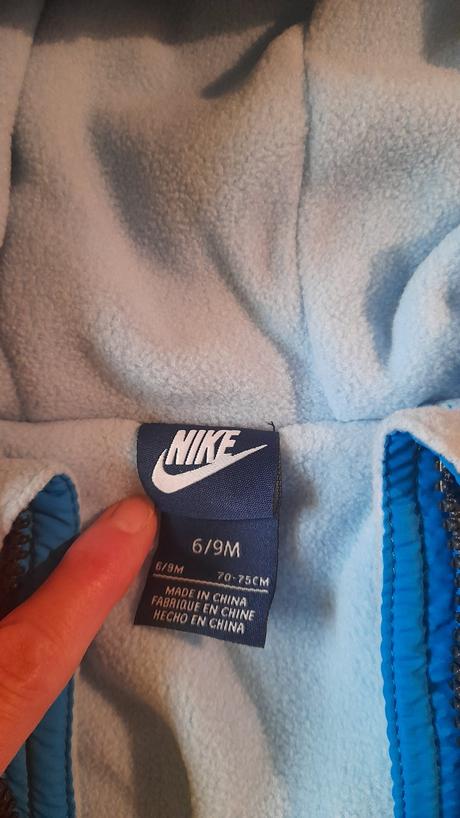 NIKE
6/9M
6/9M 70-75CM
MADE IN CHINA
FABRIQUE EN CHINE
HECHO EN CHINA